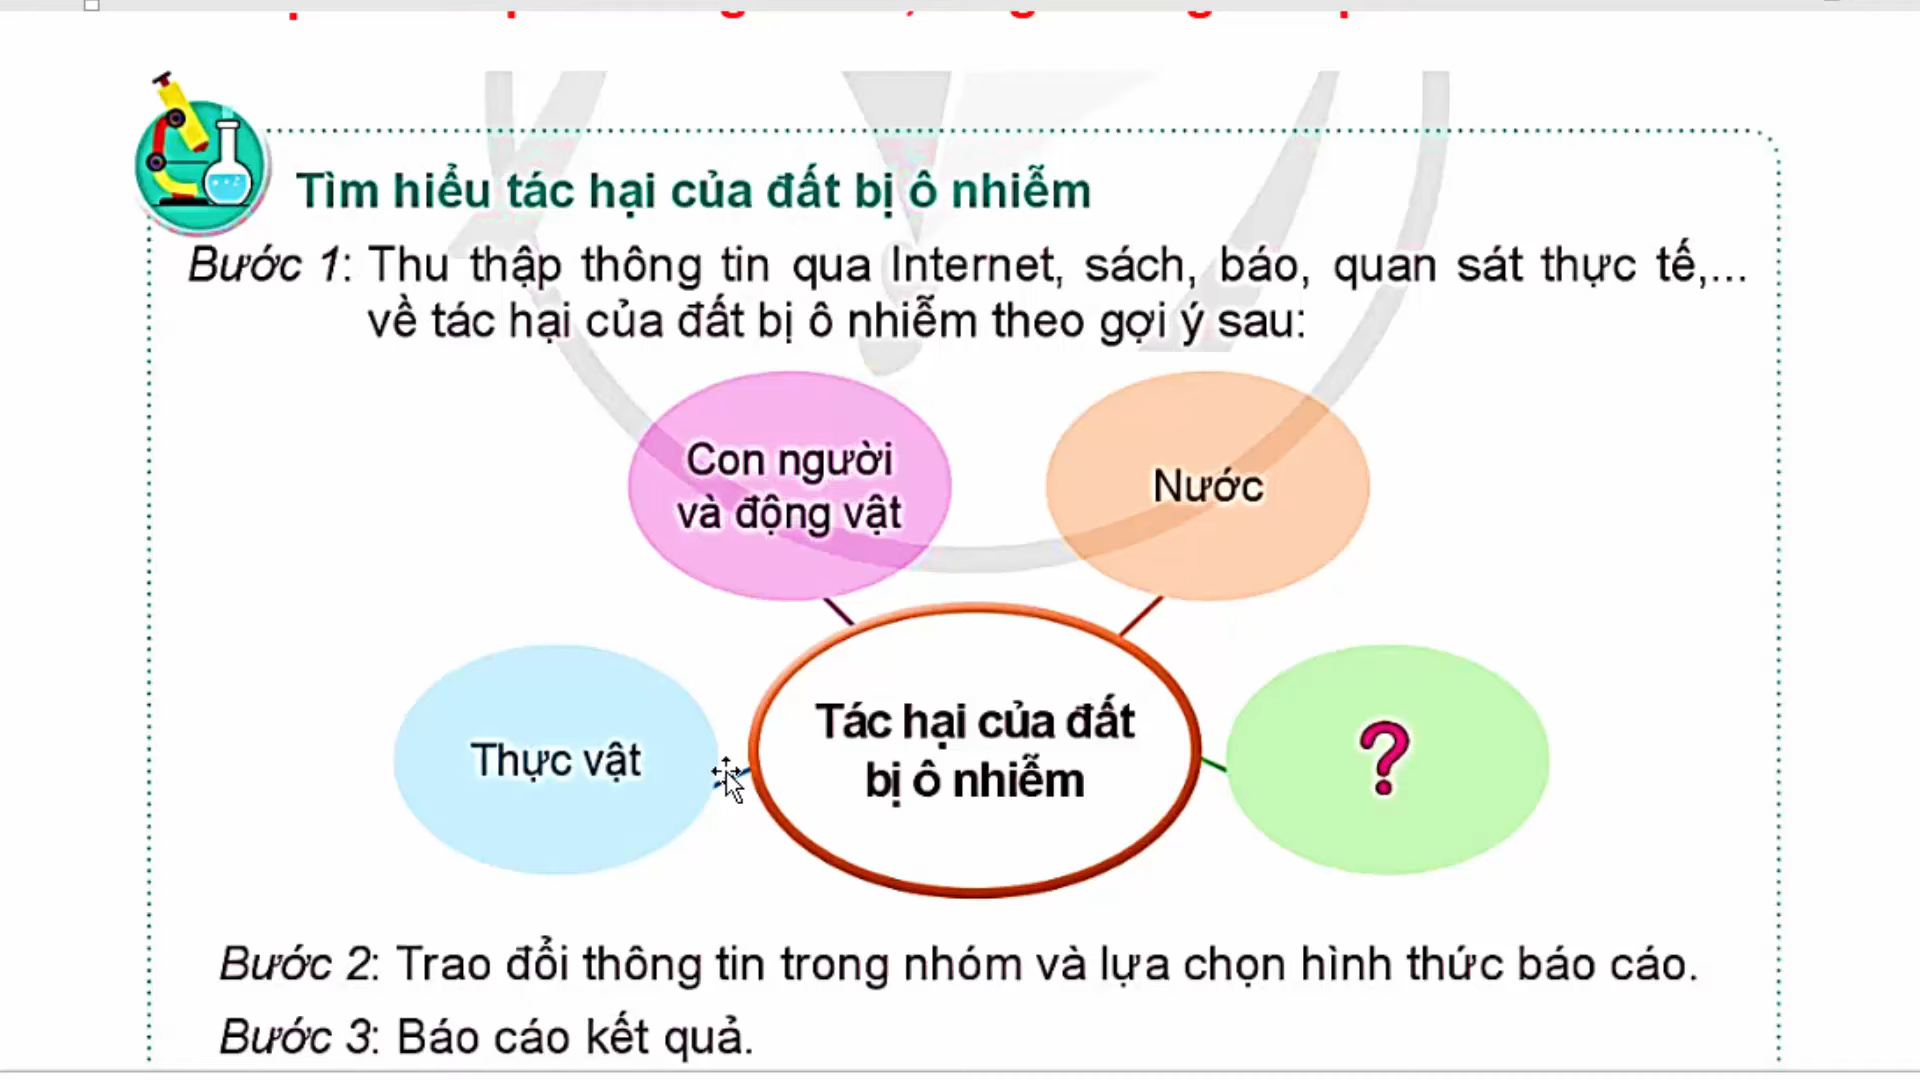 Tìm hiểu tác hại của đất bị ô nhiễm
Bước 1: Thu thập thông tin qua Internet, sách, báo, quan sát thực tế,...
về tác hại của đất bị ô nhiễm theo gợi ý sau:
Con người
và động vật
Nước
Thực vật
Tác hại của đất
bị ô nhiễm
?
Bước 2: Trao đổi thông tin trong nhóm và lựa chọn hình thức báo cáo.
Bước 3: Báo cáo kết quả.